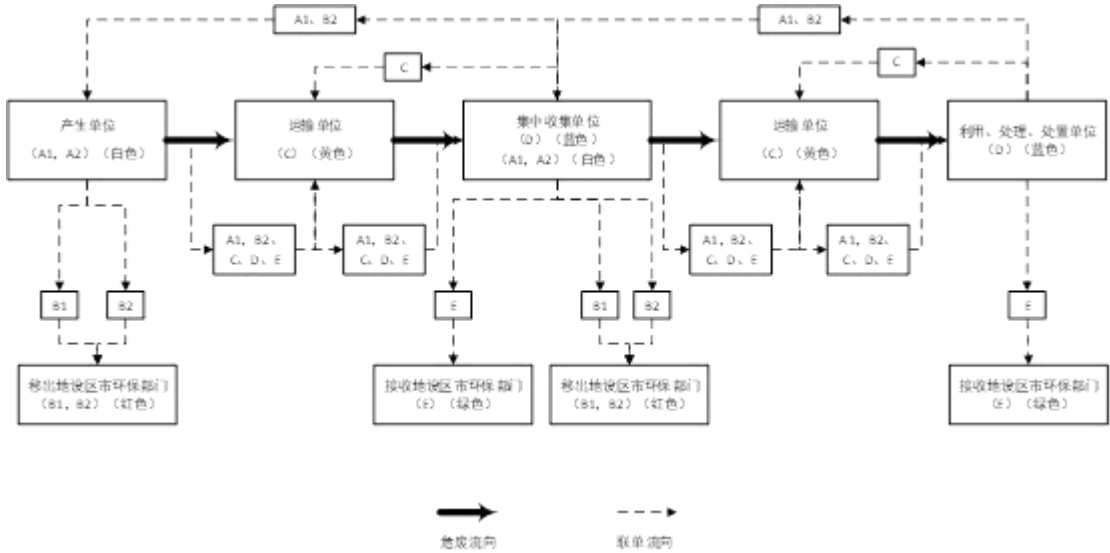 A1、B2
A1、B2
C
C
产生单位
（A1, A2）（白色）
运输单位
（C）（黄色）
集中收集单位
（D）（蓝色）
（A1, A2）（白色）
运输单位
（C）（黄色）
利用、处理、处置单位
（D）（蓝色）
A1, B2、
C、D、E
A1, B2、
C、D、E
A1, B2、
C、D、E
A1, B2、
C、D、E
B1
B2
E
B1
B2
E
移出地设区市环保部门
（B1, B2）（红色）
接收地设区市环保部门
（E）（绿色）
移出地设区市环保部门
（B1, B2）（红色）
接收地设区市环保部门
（E）（绿色）
危废流向
联单流向